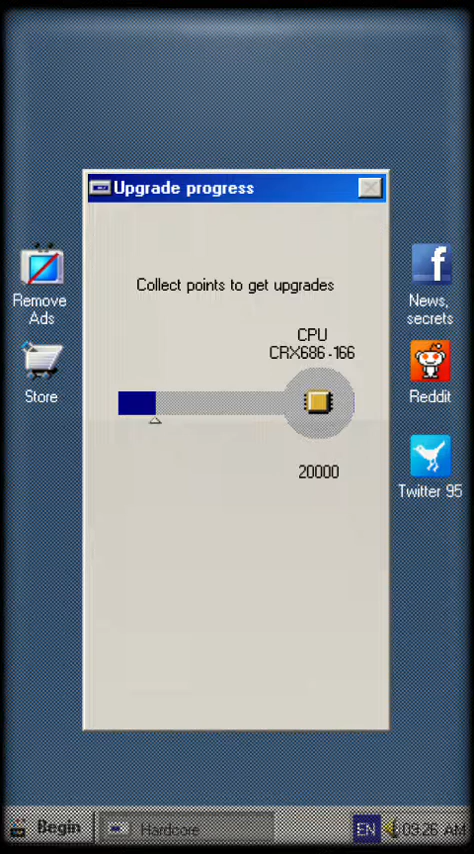 Upgrade progress
Collect points to get upgrades
Remove
Ads
News,
secrets
CPU
CRX686-166
Store
Reddit
20000
Twitter 95
Begin
Hardcore
EN
03:26 AM